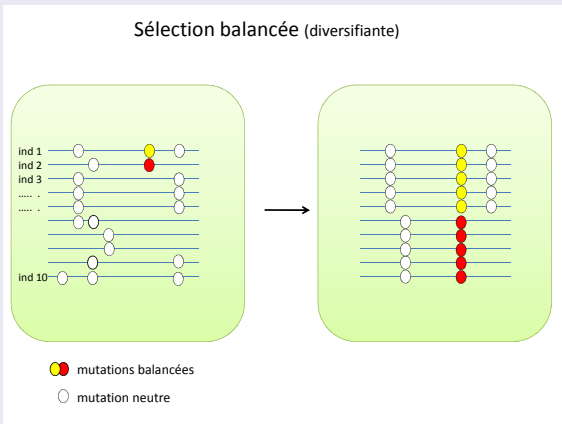 Sélection balancée (diversifiante)
ind 1
ind 2
ind 3
..... .
..... .
ind 10
mutations balancées
mutation neutre